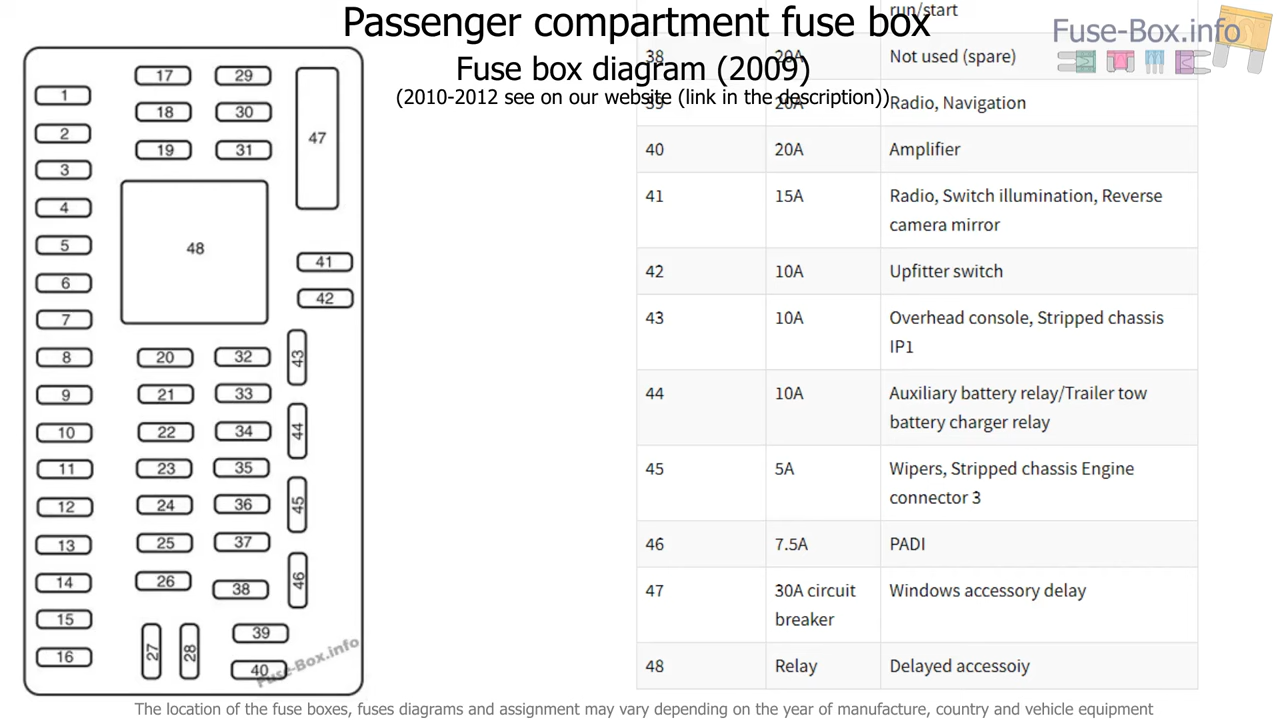 Passenger compartment fuse box
Fuse box diagram (2009)
(2010-2012 see on our website (link in the description))
Fuse-Box.info
1
2
3
4
5
6
7
8
9
10
11
12
13
14
15
16
17
18
19
20
21
22
23
24
25
26
27
28
29
30
31
32
33
34
35
36
37
38
39
40
41
42
43
44
45
46
47
48
Fuse-Box.info
run/start
38 20A Not used (spare)
39 20A Radio, Navigation
40 20A Amplifier
41 15A Radio, Switch illumination, Reverse
camera mirror
42 10A Upfitter switch
43 10A Overhead console, Stripped chassis
IP1
44 10A Auxiliary battery relay/Trailer tow
battery charger relay
45 5A Wipers, Stripped chassis Engine
connector 3
46 7.5A PADI
47 30A circuit Windows accessory delay
breaker
48 Relay Delayed accessoiy
The location of the fuse boxes, fuses diagrams and assignment may vary depending on the year of manufacture, country and vehicle equipment